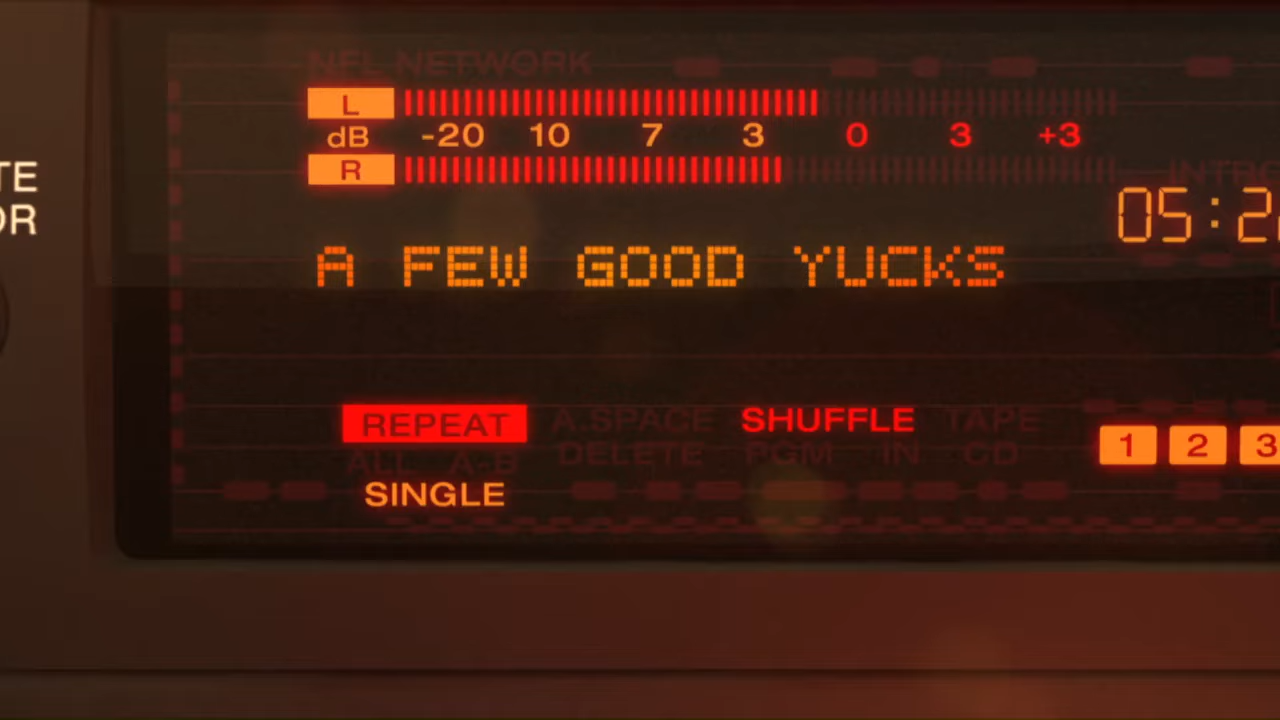 NFL NETWORK
L
dB -20 10 7 3 0 3 +3
R
INTRO
05:2
A FEW GOOD YUCKS
REPEAT A.SPACE SHUFFLE TAPE
ALL A-B DELETE PGM IN CD
SINGLE
1 2 3
TE
OR